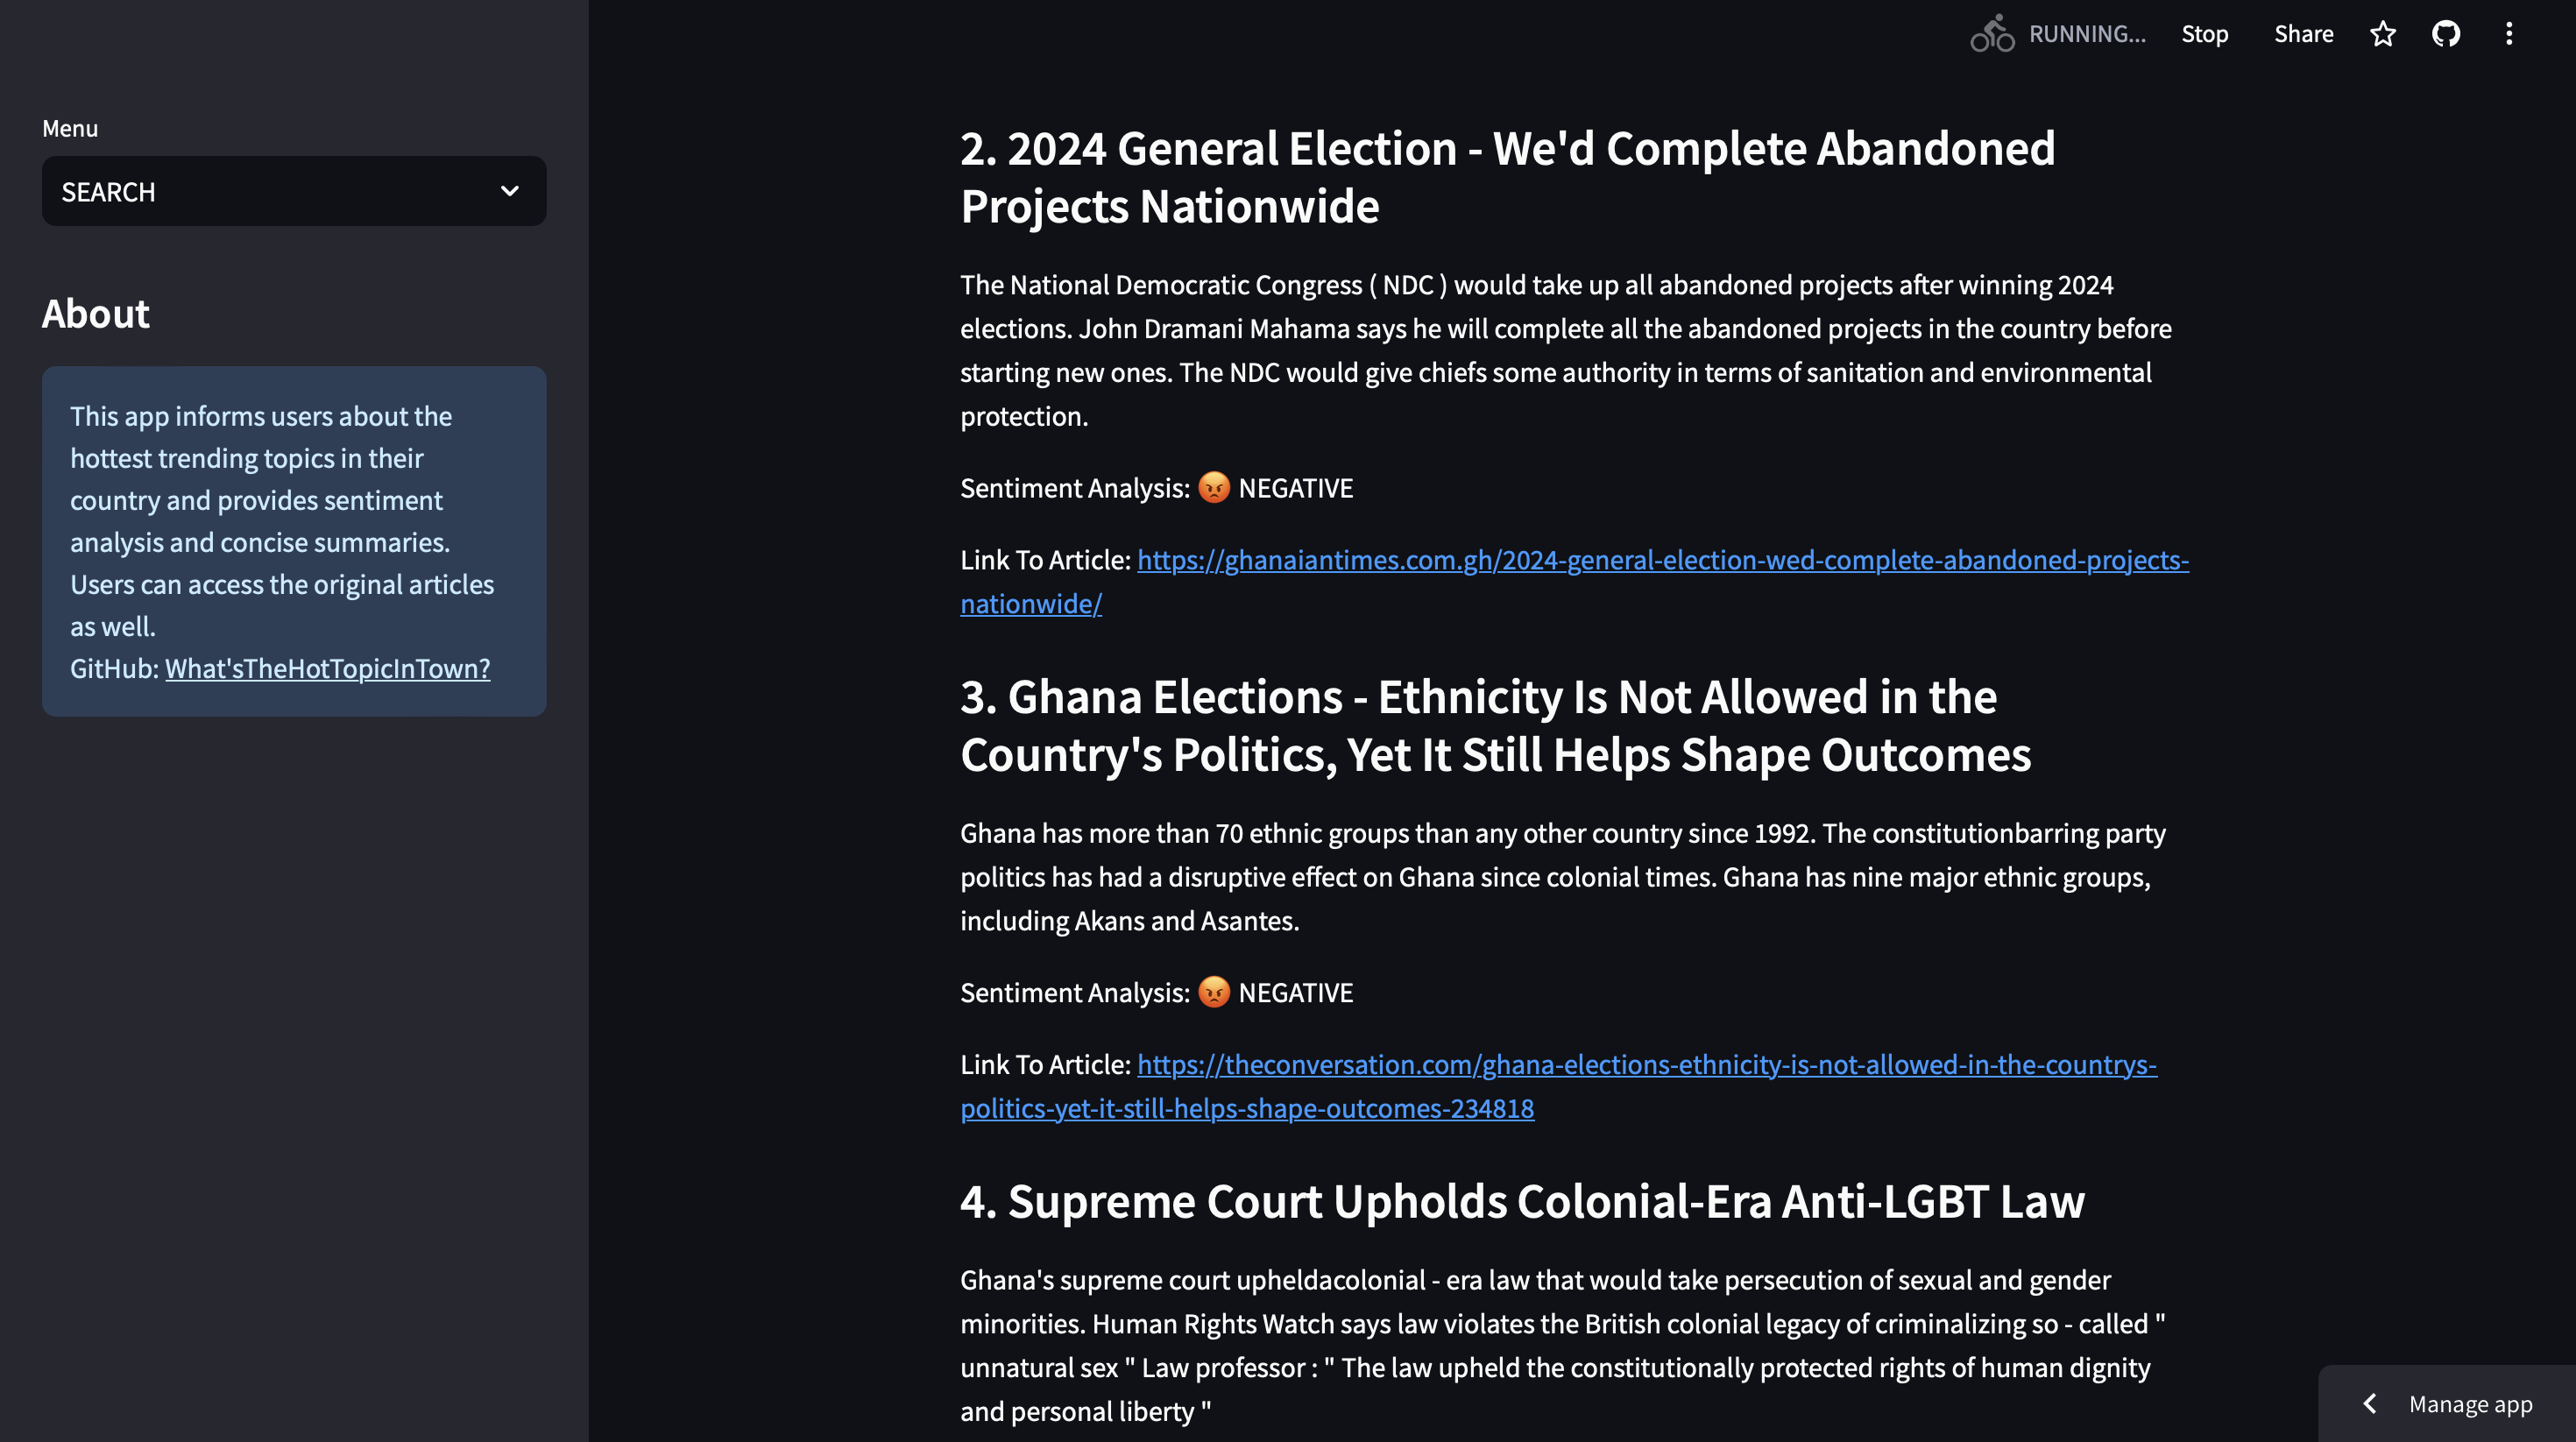 RUNNING... Stop Share
Menu
SEARCH
About
This app informs users about the
hottest trending topics in their
country and provides sentiment
analysis and concise summaries.
Users can access the original articles
as well.
GitHub: What'sTheHotTopicInTown?
2. 2024 General Election - We'd Complete Abandoned
Projects Nationwide
The National Democratic Congress ( NDC ) would take up all abandoned projects after winning 2024
elections. John Dramani Mahama says he will complete all the abandoned projects in the country before
starting new ones. The NDC would give chiefs some authority in terms of sanitation and environmental
protection.
Sentiment Analysis: 😡 NEGATIVE
Link To Article: https://ghanaiantimes.com.gh/2024-general-election-wed-complete-abandoned-projects-
nationwide/
3. Ghana Elections - Ethnicity Is Not Allowed in the
Country's Politics, Yet It Still Helps Shape Outcomes
Ghana has more than 70 ethnic groups than any other country since 1992. The constitutionbarring party
politics has had a disruptive effect on Ghana since colonial times. Ghana has nine major ethnic groups,
including Akans and Asantes.
Sentiment Analysis: 😡 NEGATIVE
Link To Article: https://theconversation.com/ghana-elections-ethnicity-is-not-allowed-in-the-countrys-
politics-yet-it-still-helps-shape-outcomes-234818
4. Supreme Court Upholds Colonial-Era Anti-LGBT Law
Ghana's supreme court upheldacolonial - era law that would take persecution of sexual and gender
minorities. Human Rights Watch says law violates the British colonial legacy of criminalizing so - called "
unnatural sex " Law professor : " The law upheld the constitutionally protected rights of human dignity
and personal liberty "
Manage app